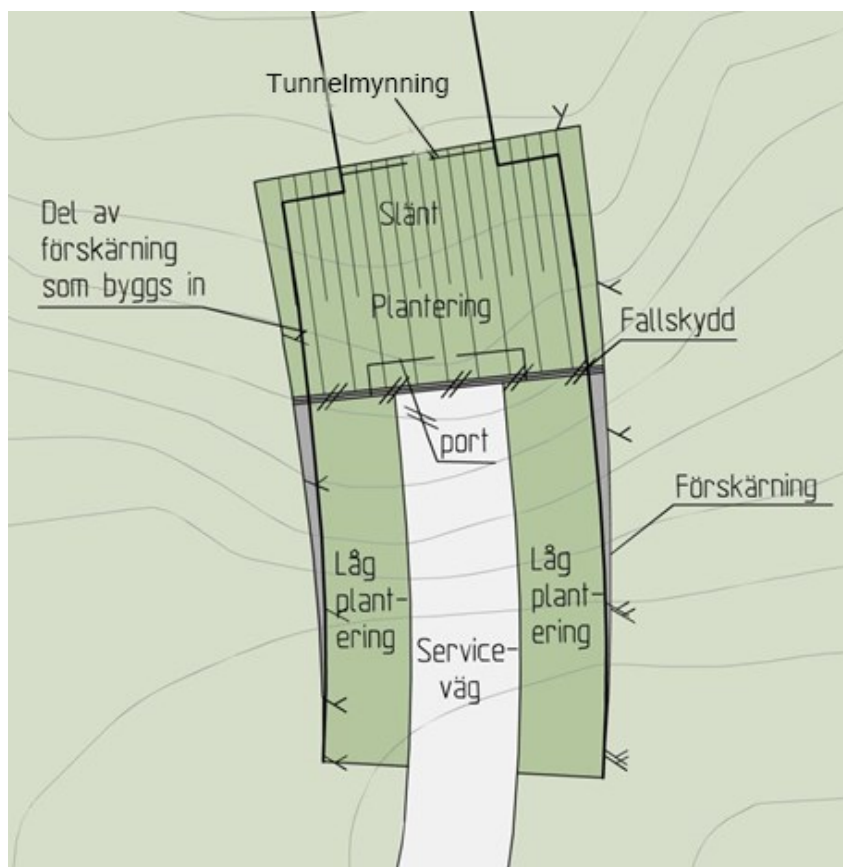 Tunnelmynning
Slänt
Del av
förskärning
som byggs in
Plantering
Fallskydd
port
Förskärning
Låg
plant-
ering
Låg
plant-
ering
Service-
väg